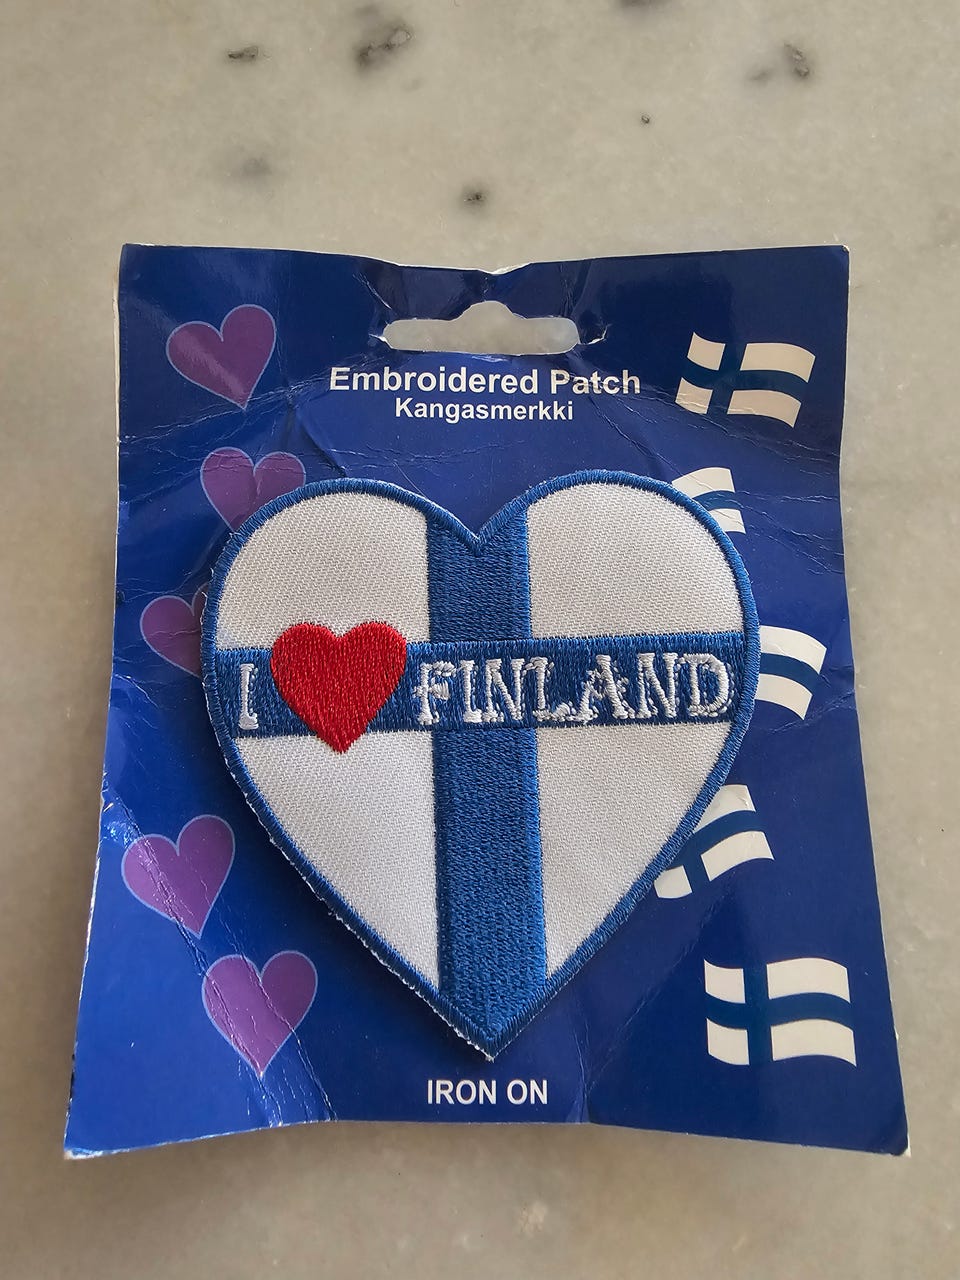 Embroidered Patch
Kangasmerkki
I ❤ FINLAND
IRON ON